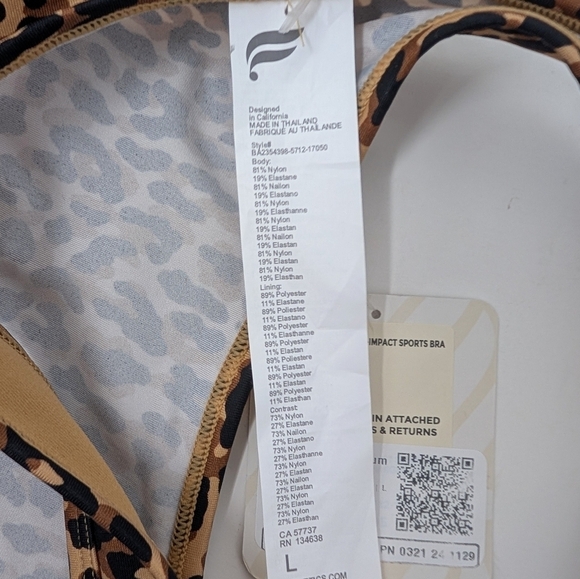 Designed
in California
MADE IN THAILAND
FABRIQUÉ AU THAÏLANDE
Style#
BA2354398-5712-17050
Body:
81% Nylon
19% Elastane
81% Nailon
19% Elastano
81% Nylon
19% Elasthanne
81% Nylon
19% Elastan
81% Nailon
19% Elastan
81% Nylon
19% Elastan
81% Nylon
19% Elasthan
Lining:
89% Polyester
11% Elastane
89% Poliester
11% Elastano
89% Polyester
11% Elasthanne
89% Polyester
11% Elastan
89% Poliestere
11% Elastan
89% Polyester
11% Elastan
89% Polyester
11% Elasthan
Contrast:
73% Nylon
27% Elastane
73% Nailon
27% Elastano
73% Nylon
27% Elasthanne
73% Nylon
27% Elastan
73% Nailon
27% Elastan
73% Nylon
27% Elastan
73% Nylon
27% Elasthan
CA 57737
RN 134638
L
TICS.COM
IMPACT SPORTS BRA
IN ATTACHED
S & RETURNS
um
L
PN 0321 24 1129